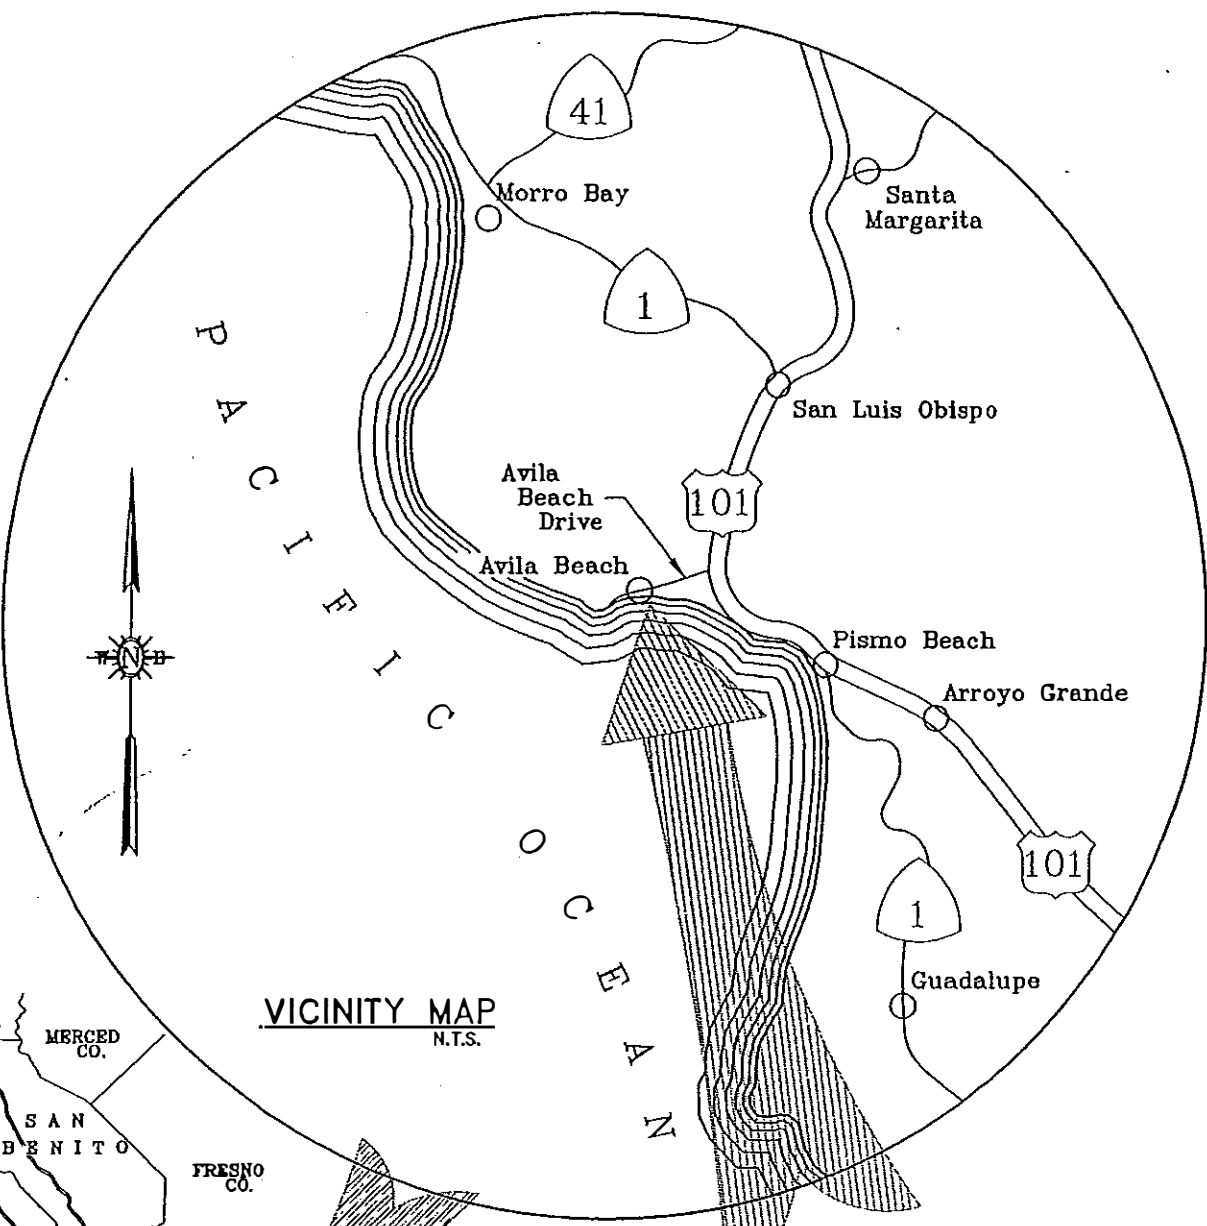 41
Morro Bay
Santa
Margarita
1
San Luis Obispo
PACIFIC OCEAN
Avila
Beach
Drive
101
Avila Beach
Pismo Beach
Arroyo Grande
W N E
101
1
Guadalupe
VICINITY MAP
N.T.S.
MERCED
CO.
SAN
BENITO
FRESNO
CO.